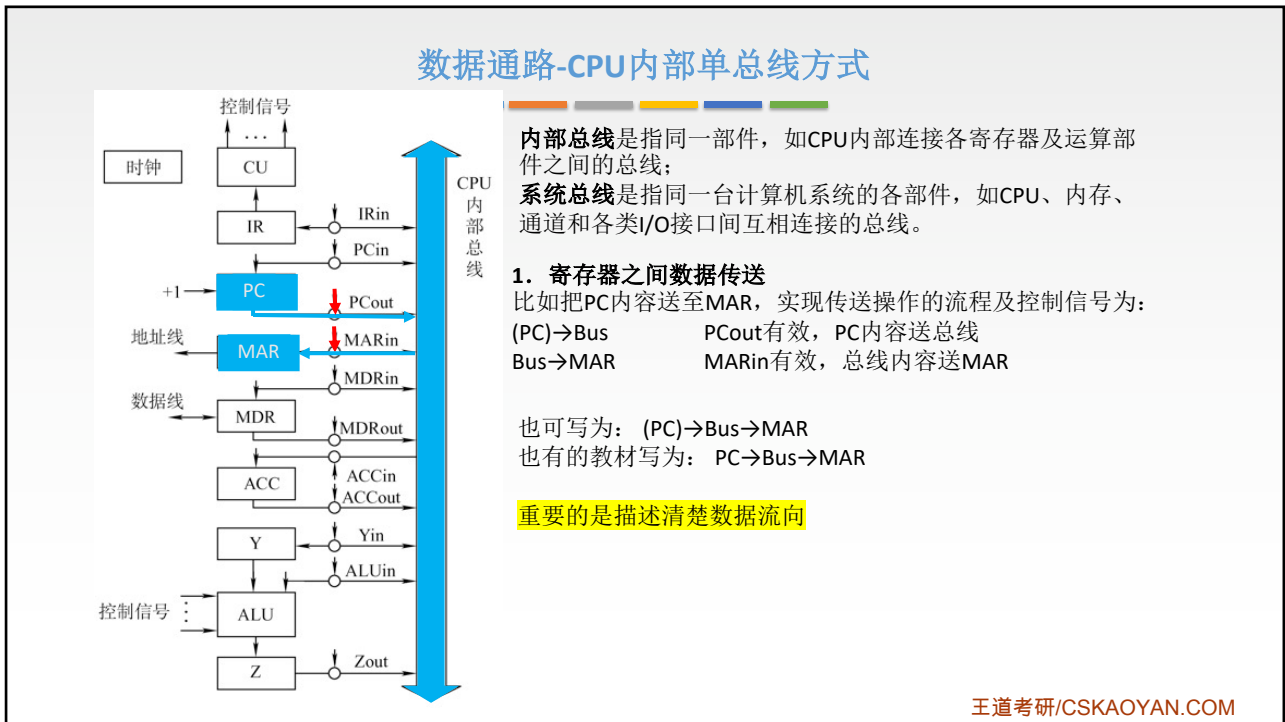 数据通路-CPU内部单总线方式
控制信号
...
时钟
CU
CPU
内
部
总
线
IR
IRin
PCin
+1
PC
PCout
地址线
MAR
MARin
MDRin
数据线
MDR
MDRout
ACC
ACCin
ACCout
Y
Yin
ALUin
控制信号
ALU
Z
Zout
内部总线是指同一部件，如CPU内部连接各寄存器及运算部
件之间的总线；
系统总线是指同一台计算机系统的各部件，如CPU、内存、
通道和各类I/O接口间互相连接的总线。
1．寄存器之间数据传送
比如把PC内容送至MAR，实现传送操作的流程及控制信号为：
(PC)→Bus PCout有效，PC内容送总线
Bus→MAR MARin有效，总线内容送MAR
也可写为： (PC)→Bus→MAR
也有的教材写为： PC→Bus→MAR
重要的是描述清楚数据流向
王道考研/CSKAOYAN.COM